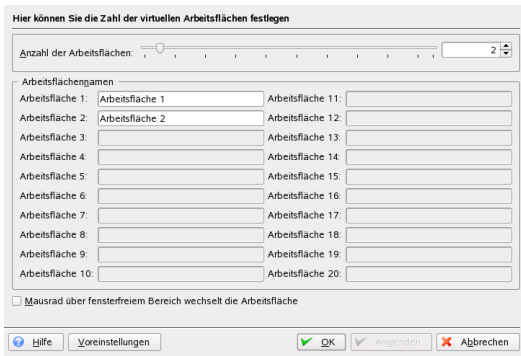 Hier können Sie die Zahl der virtuellen Arbeitsflächen festlegen
Anzahl der Arbeitsflächen: 2
Arbeitsflächennamen
Arbeitsfläche 1: Arbeitsfläche 1 Arbeitsfläche 11:
Arbeitsfläche 2: Arbeitsfläche 2 Arbeitsfläche 12:
Arbeitsfläche 3: Arbeitsfläche 13:
Arbeitsfläche 4: Arbeitsfläche 14:
Arbeitsfläche 5: Arbeitsfläche 15:
Arbeitsfläche 6: Arbeitsfläche 16:
Arbeitsfläche 7: Arbeitsfläche 17:
Arbeitsfläche 8: Arbeitsfläche 18:
Arbeitsfläche 9: Arbeitsfläche 19:
Arbeitsfläche 10: Arbeitsfläche 20:
Mausrad über fensterfreiem Bereich wechselt die Arbeitsfläche
Hilfe Voreinstellungen OK Anwenden Abbrechen